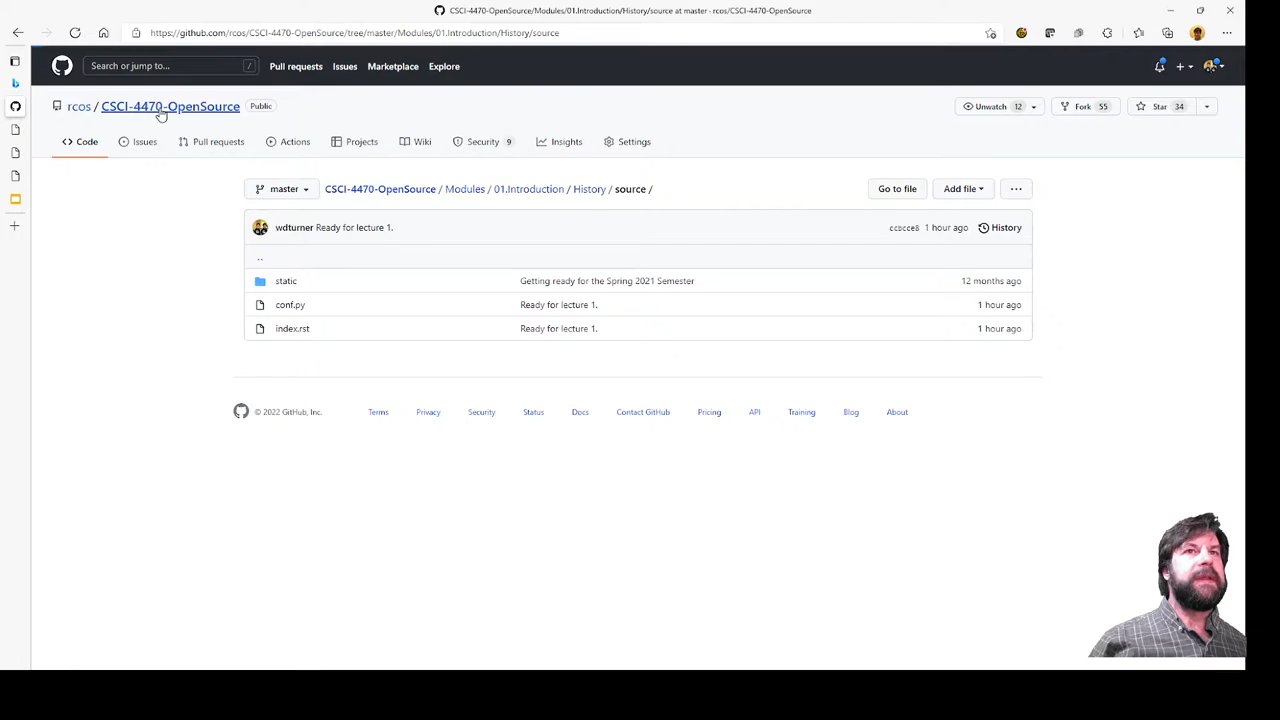 CSCI-4470-OpenSource/Modules/01.Introduction/History/source at master - rcos/CSCI-4470-OpenSource
https://github.com/rcos/CSCI-4470-OpenSource/tree/master/Modules/01.Introduction/History/source
Search or jump to... / Pull requests Issues Marketplace Explore
rcos / CSCI-4470-OpenSource Public Unwatch 12 Fork 55 Star 34
Code Issues Pull requests Actions Projects Wiki Security 9 Insights Settings
master CSCI-4470-OpenSource / Modules / 01.Introduction / History / source / Go to file Add file ...
wdturner Ready for lecture 1. ccbcce8 1 hour ago History
..
static Getting ready for the Spring 2021 Semester 12 months ago
conf.py Ready for lecture 1. 1 hour ago
index.rst Ready for lecture 1. 1 hour ago
© 2022 GitHub, Inc. Terms Privacy Security Status Docs Contact GitHub Pricing API Training Blog About